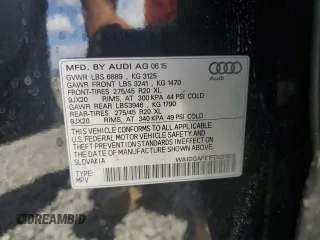 MFD. BY AUDI AG 06 15
GVWR LBS 6889 , KG 3125
GAWR FRONT LBS 3241 , KG 1470
FRONT-TIRES 275/45 R20 XL
9JX20 RIMS, AT 300 KPA 44 PSI COLD
GAWR REAR LBS3946 , KG 1790
REAR-TIRES 275/45 R20 XL
9JX20 RIMS, AT 340 KPA 49 PSI COLD
THIS VEHICLE CONFORMS TO ALL APPLICABLE
U.S. FEDERAL MOTOR VEHICLE SAFETY AND
THEFT PREVENTION STANDARDS IN EFFECT ON
THE DATE OF MANUFACTURE SHOWN ABOVE
SLOVAKIA
TYPE:
MPV
Audi
DREAMBID